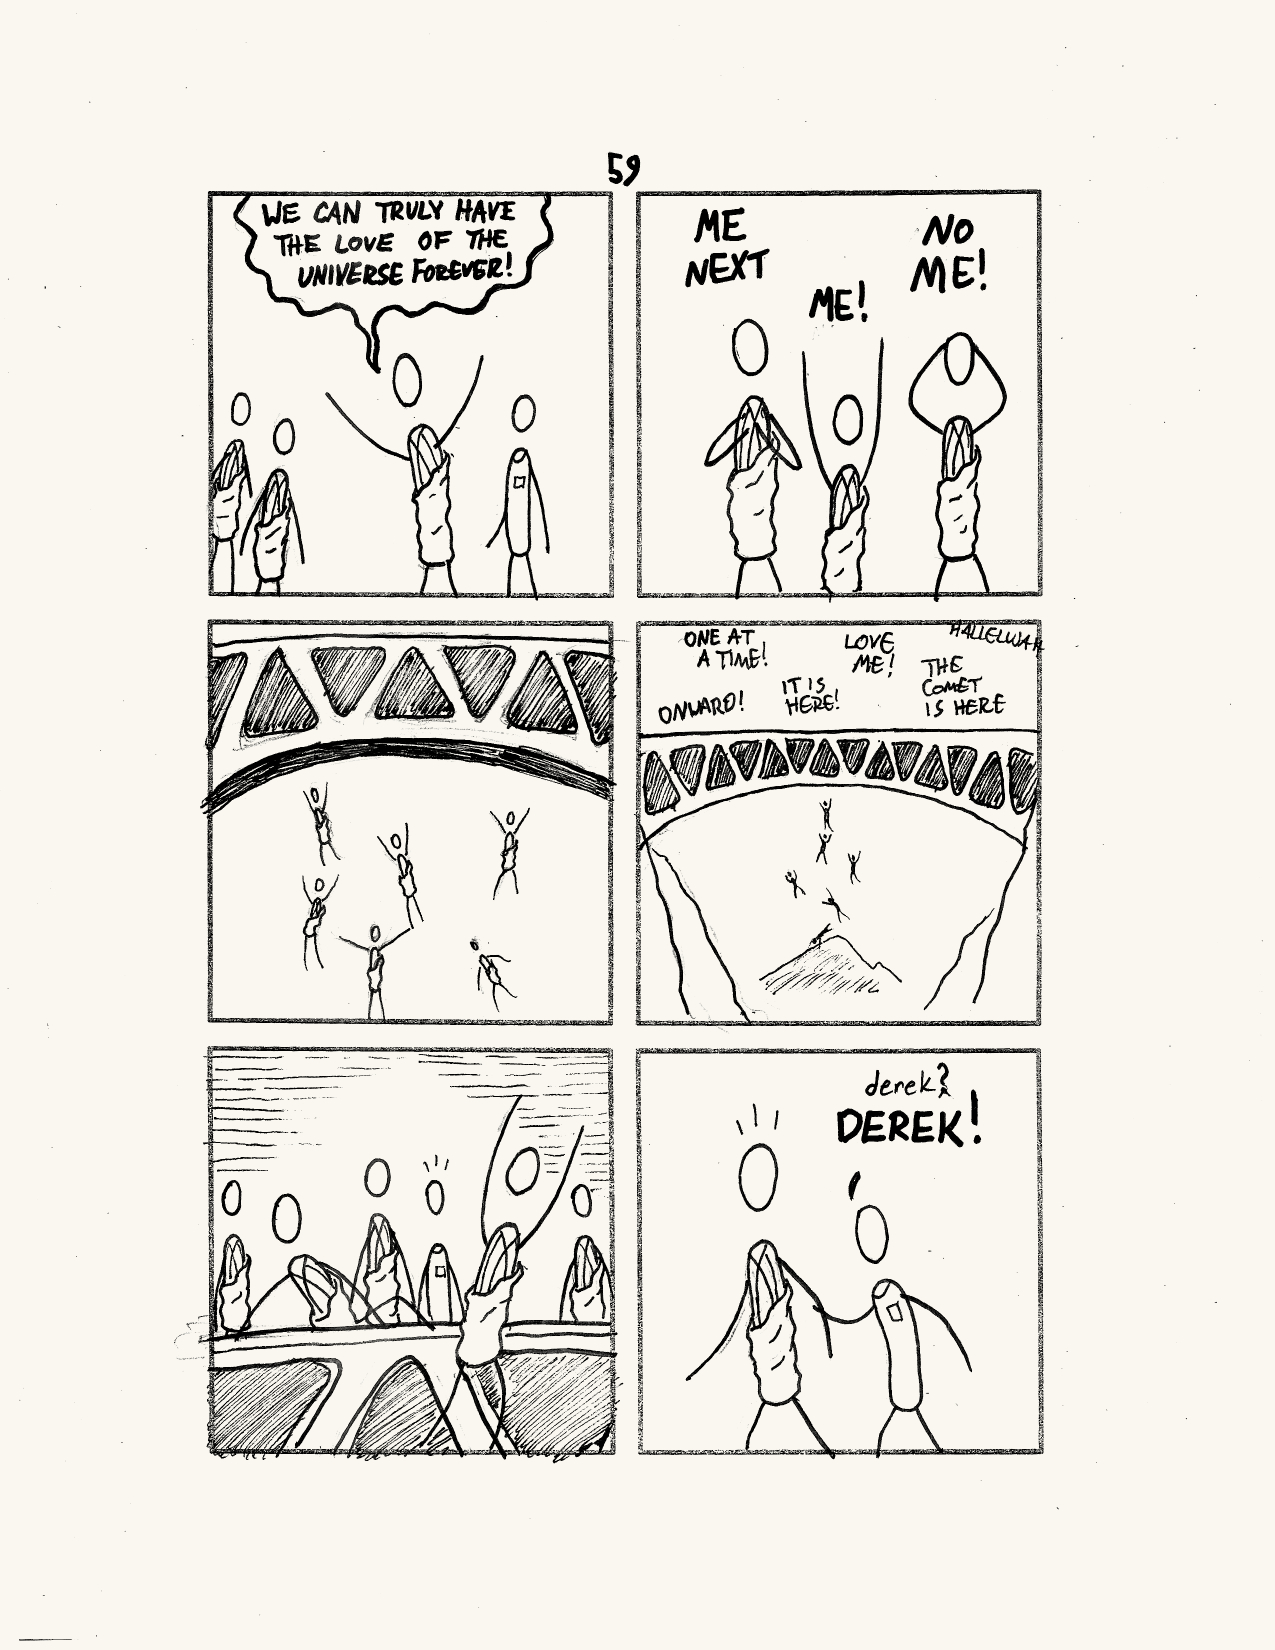 59
WE CAN TRULY HAVE
THE LOVE OF THE
UNIVERSE FOREVER!
ME
NEXT
ME!
NO
ME!
ONE AT
A TIME!
ONWARD!
IT IS
HERE!
LOVE
ME!
HALLELUJAH
THE
COMET
IS HERE
derek?
DEREK!